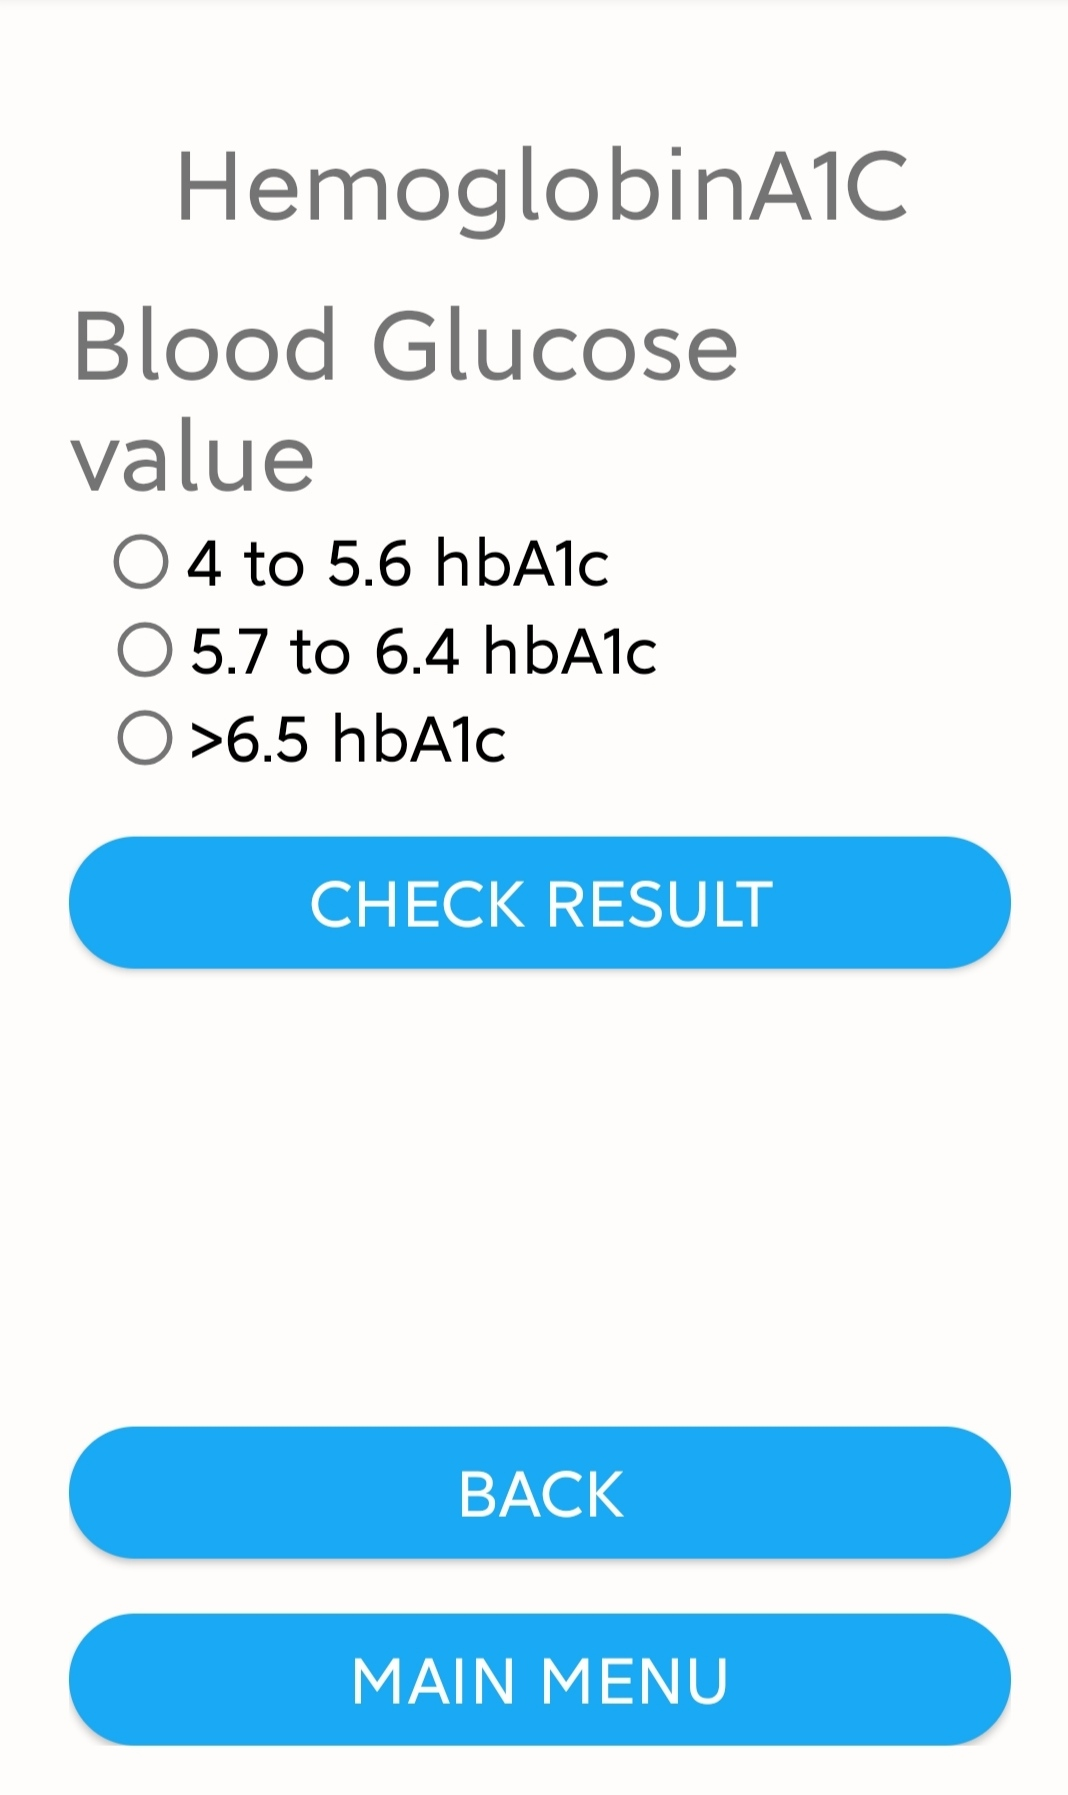 HemoglobinA1C
Blood Glucose
value
4 to 5.6 hbA1c
5.7 to 6.4 hbA1c
>6.5 hbA1c
CHECK RESULT
BACK
MAIN MENU